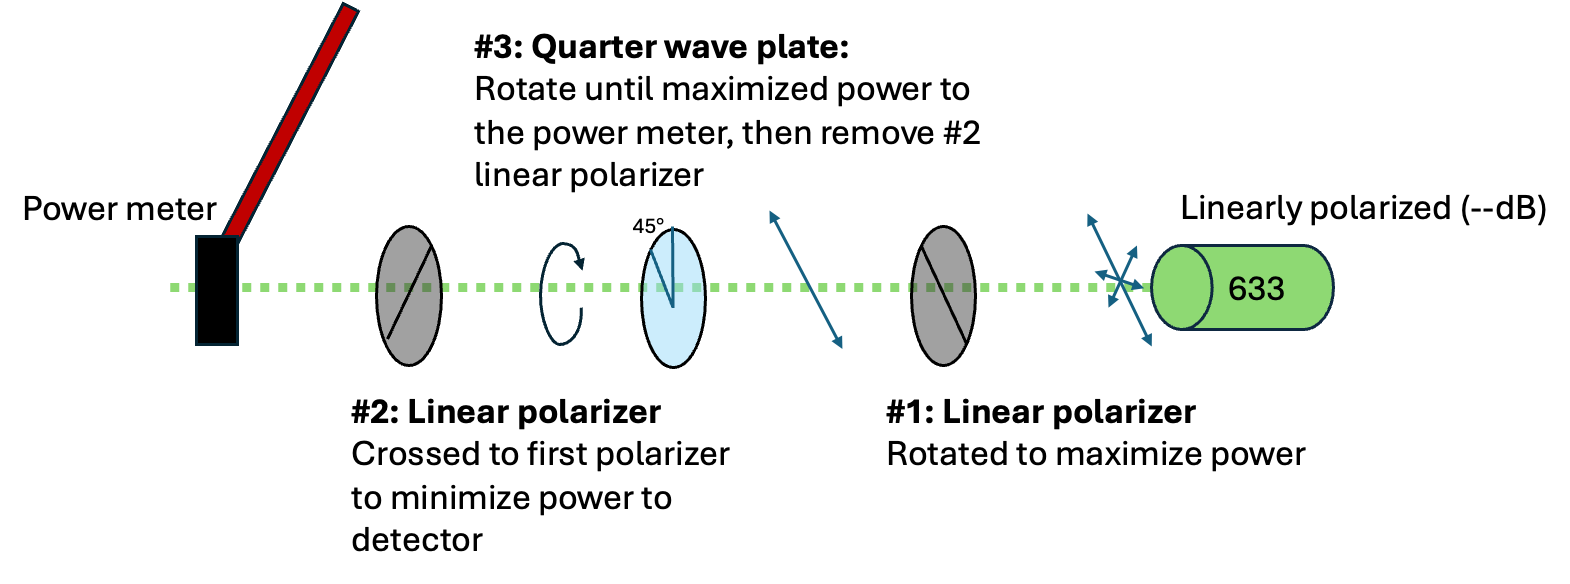 #3: Quarter wave plate:
Rotate until maximized power to
the power meter, then remove #2
linear polarizer
Power meter
45°
Linearly polarized (--dB)
633
#2: Linear polarizer
Crossed to first polarizer
to minimize power to
detector
#1: Linear polarizer
Rotated to maximize power